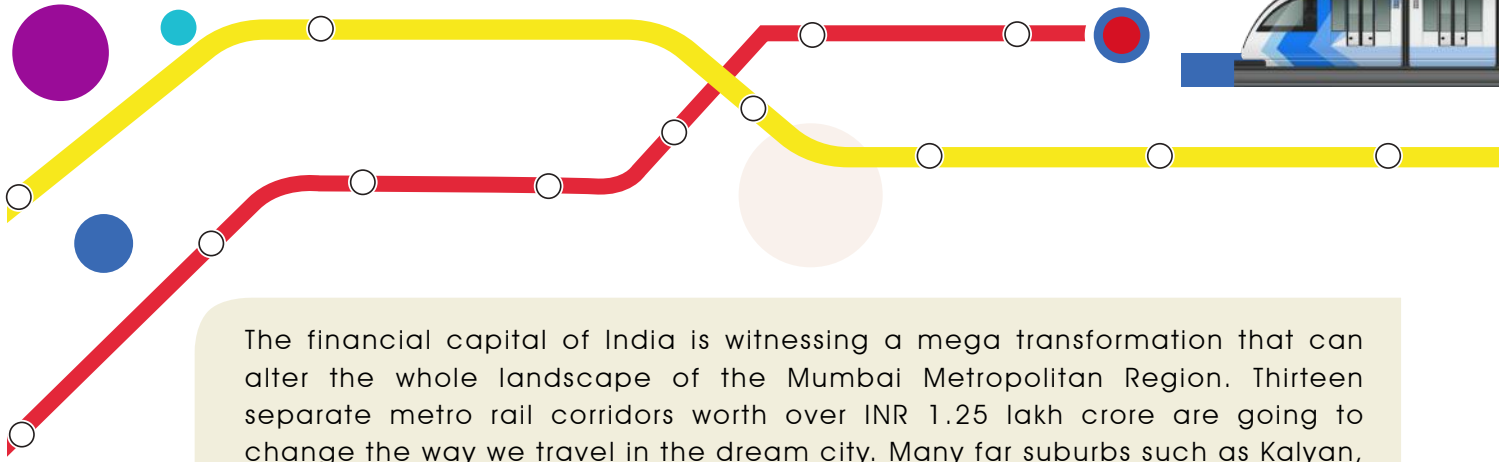 The financial capital of India is witnessing a mega transformation that can
alter the whole landscape of the Mumbai Metropolitan Region. Thirteen
separate metro rail corridors worth over INR 1.25 lakh crore are going to
change the way we travel in the dream city. Many far suburbs such as Kalyan,